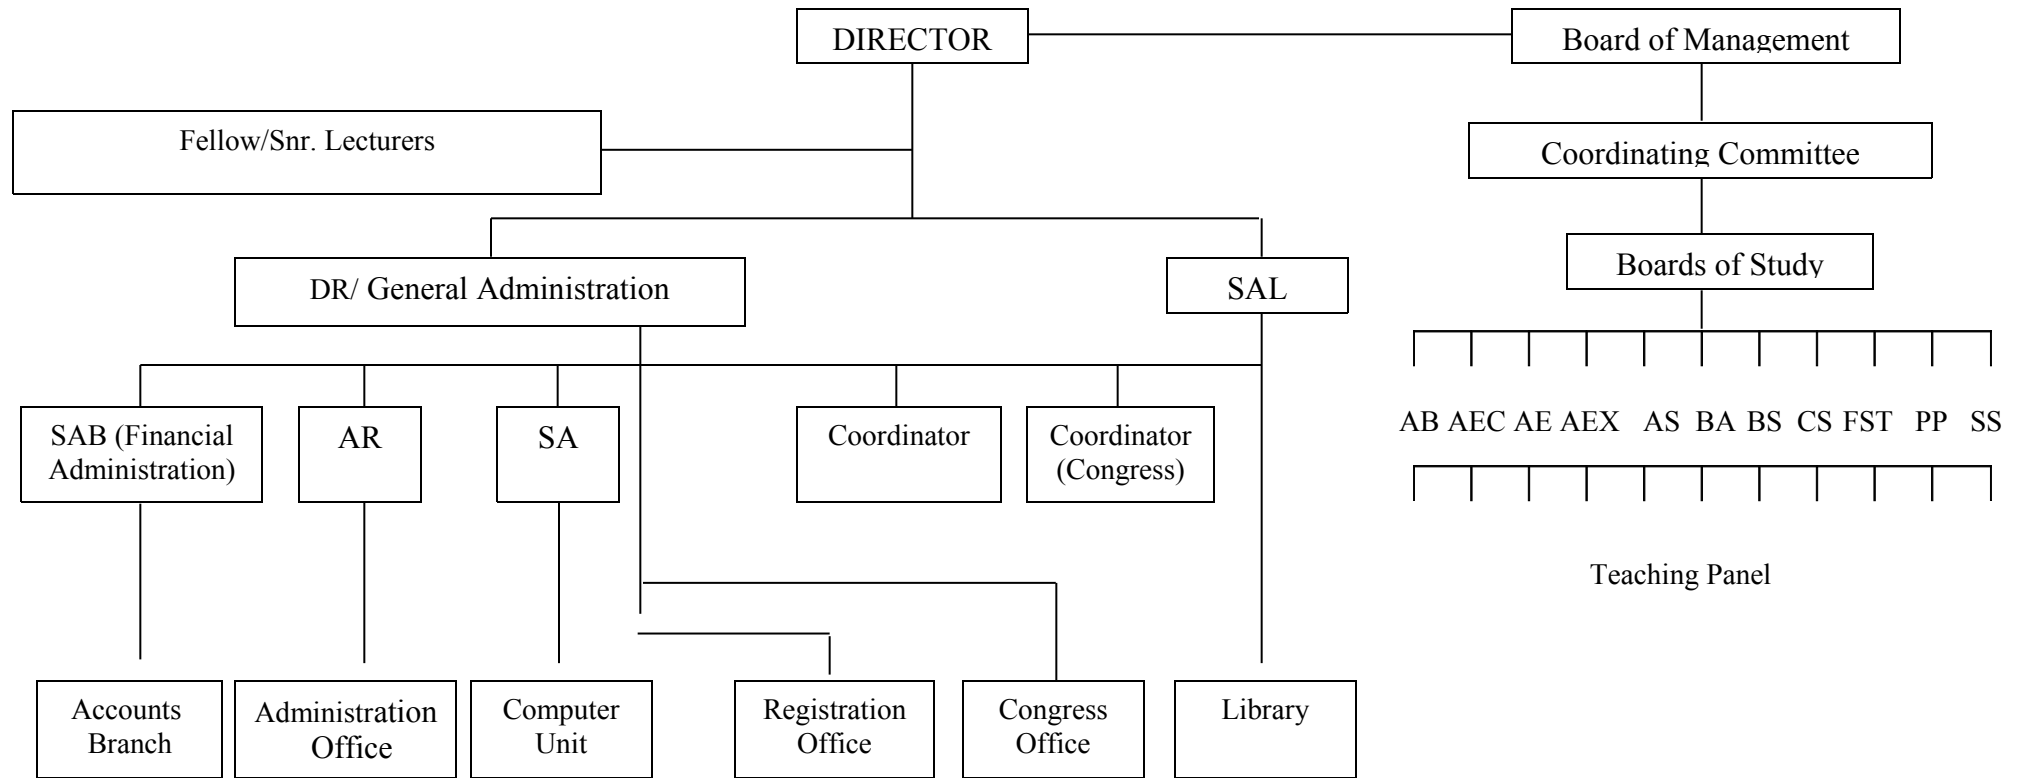 DIRECTOR
Board of Management
Fellow/Snr. Lecturers
Coordinating Committee
DR/ General Administration
SAL
Boards of Study
SAB (Financial
Administration)
AR
SA
Coordinator
Coordinator
(Congress)
AB AEC AE AEX AS BA BS CS FST PP SS
Teaching Panel
Accounts
Branch
Administration
Office
Computer
Unit
Registration
Office
Congress
Office
Library